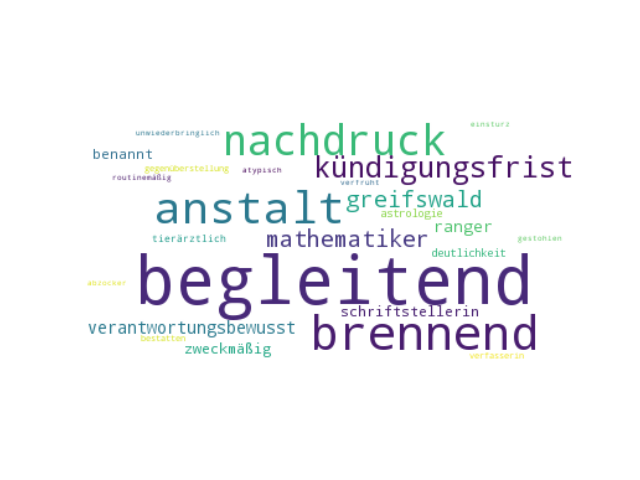 einsturz
unwiederbringlich
nachdruck
benannt
kündigungsfrist
gegenüberstellung
atypisch
routinemäßig
verfrüht
anstalt
greifswald
astrologie
ranger
tierärztlich
mathematiker
gestohlen
deutlichkeit
begleitend
abzocker
schriftstellerin
verantwortungsbewusst
brennend
bestatten
zweckmäßig
verfasserin